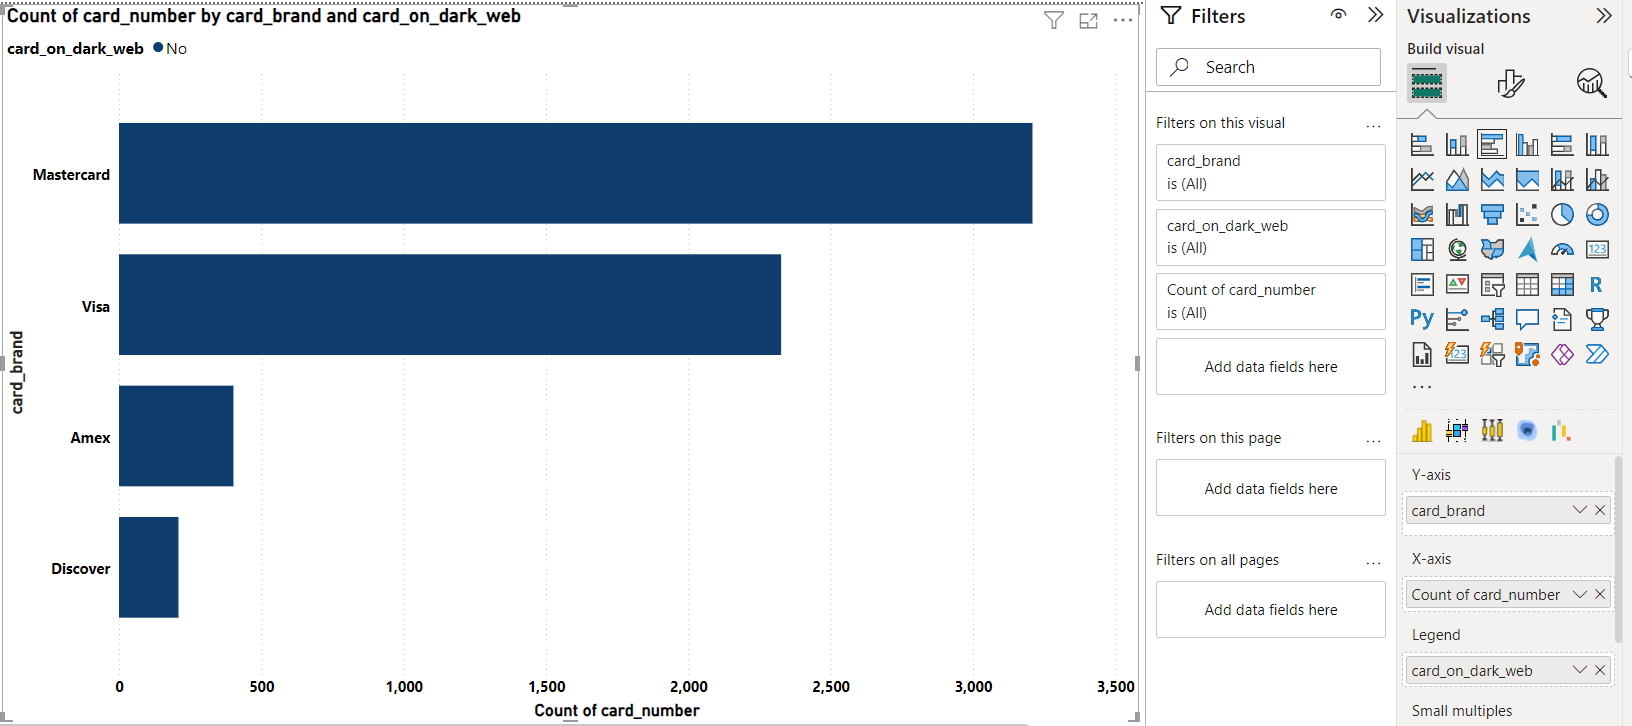 Count of card_number by card_brand and card_on_dark_web
card_on_dark_web No
Mastercard
Visa
Amex
Discover
card_brand
0 500 1,000 1,500 2,000 2,500 3,000 3,500
Count of card_number
Filters
Search
Filters on this visual ...
card_brand
is (All)
card_on_dark_web
is (All)
Count of card_number
is (All)
Add data fields here
Filters on this page ...
Add data fields here
Filters on all pages ...
Add data fields here
Visualizations
Build visual
123
R
Py
123
...
Y-axis
card_brand
X-axis
Count of card_number
Legend
card_on_dark_web
Small multiples